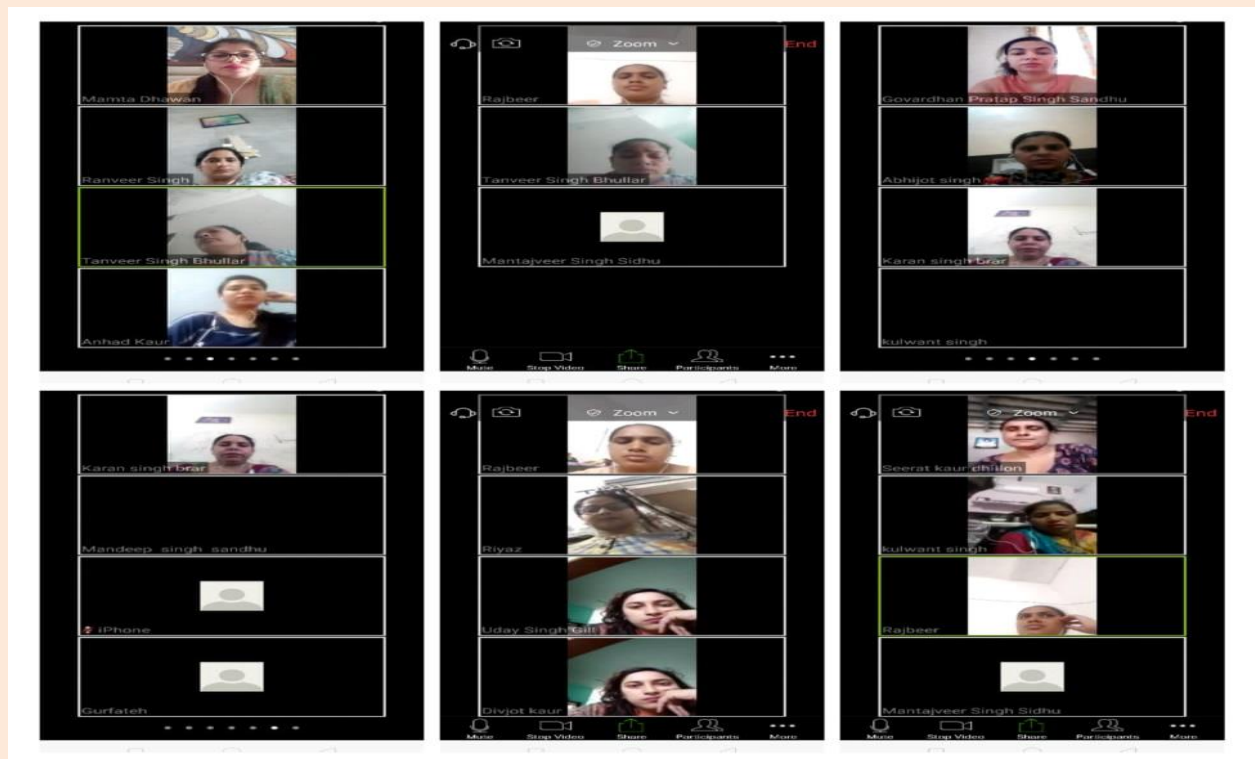 Mamta Dhawan
Ranveer Singh
Tanveer Singh Bhullar
Anhad Kaur
Zoom
End
Rajbeer
Tanveer Singh Bhullar
Mantajveer Singh Sidhu
Mute Stop Video Share Participants More
Govardhan Pratap Singh Sandhu
Abhijot singh
Karan singh brar
kulwant singh
Karan singh brar
Mandeep singh sandhu
iPhone
Gurfateh
Zoom
End
Rajbeer
Riyaz
Uday Singh Gill
Divjot kaur
Mute Stop Video Share Participants More
Zoom
End
Seerat kaur dhillon
kulwant singh
Rajbeer
Mantajveer Singh Sidhu
Mute Stop Video Share Participants More